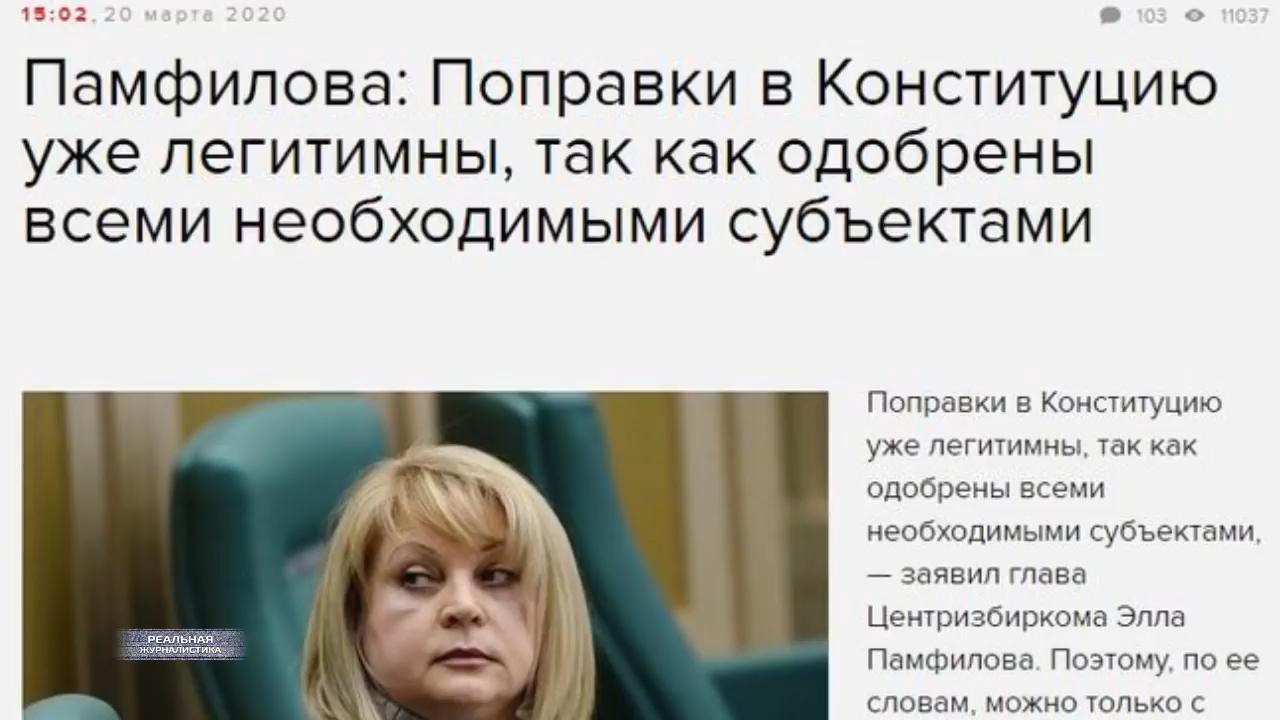 15:02, 20 марта 2020
103 11037
Памфилова: Поправки в Конституцию
уже легитимны, так как одобрены
всеми необходимыми субъектами
Поправки в Конституцию
уже легитимны, так как
одобрены всеми
необходимыми субъектами,
— заявил глава
Центризбиркома Элла
Памфилова. Поэтому, по ее
словам, можно только с
РЕАЛЬНАЯ
ЖУРНАЛИСТИКА